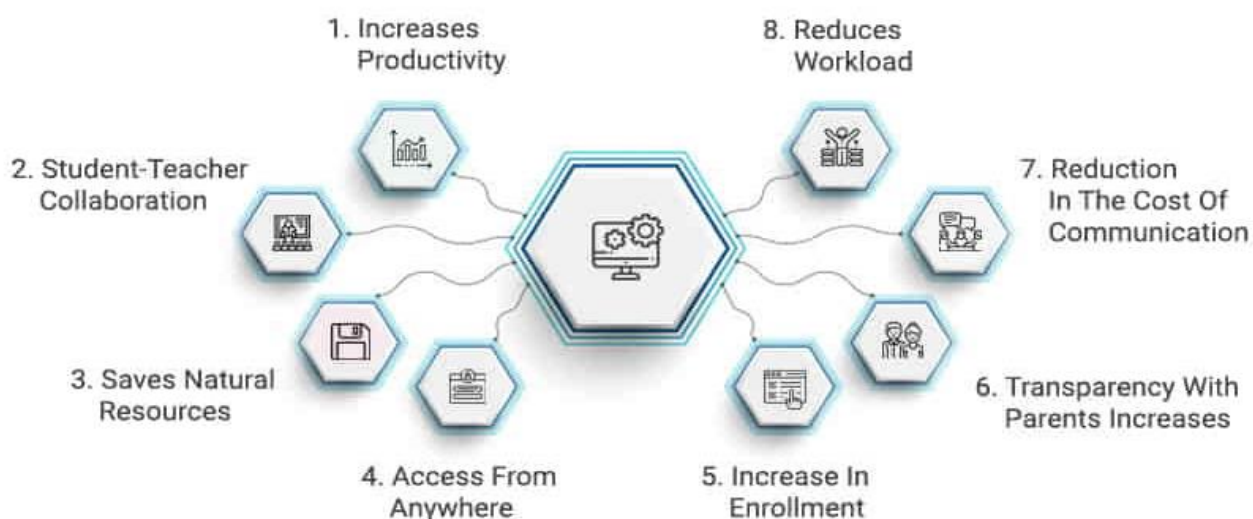 1. Increases
Productivity
2. Student-Teacher
Collaboration
3. Saves Natural
Resources
4. Access From
Anywhere
5. Increase In
Enrollment
6. Transparency With
Parents Increases
7. Reduction
In The Cost Of
Communication
8. Reduces
Workload